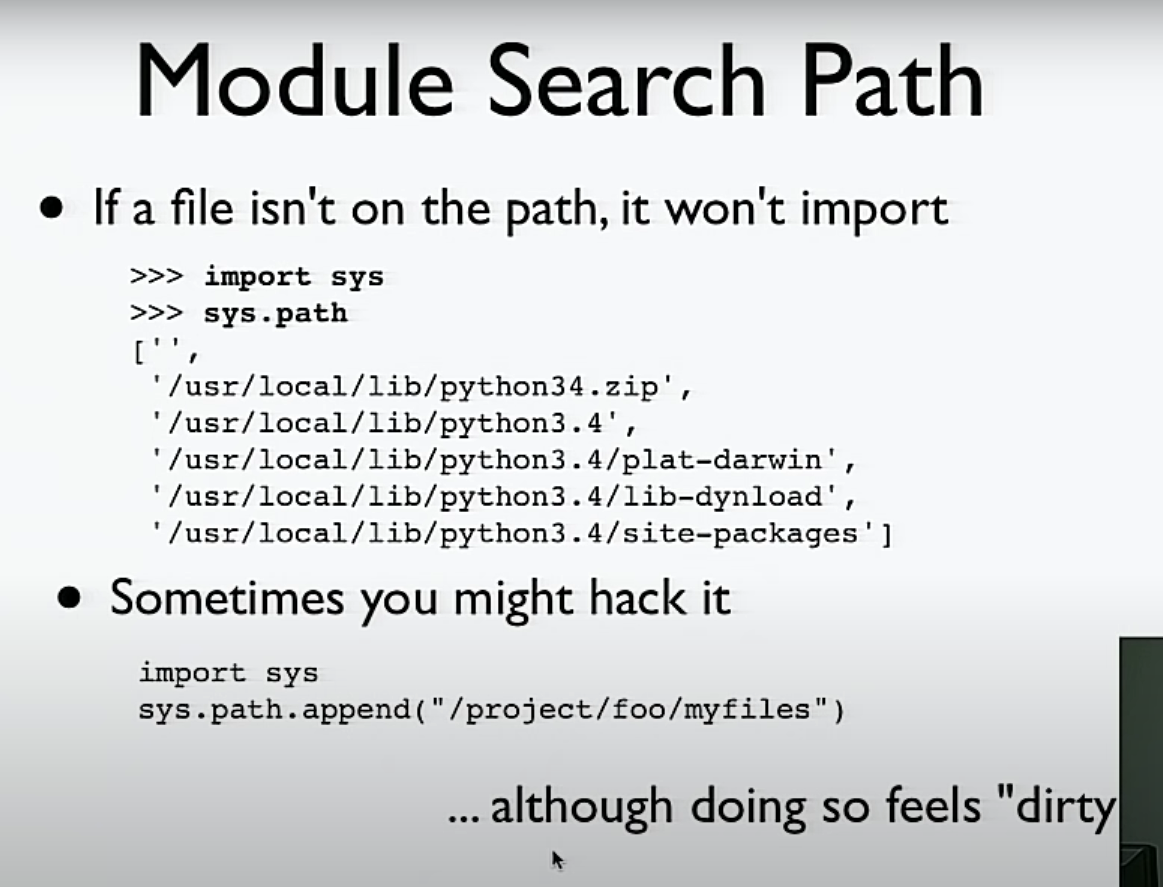 Module Search Path
• If a file isn't on the path, it won't import
>>> import sys
>>> sys.path
['',
 '/usr/local/lib/python34.zip',
 '/usr/local/lib/python3.4',
 '/usr/local/lib/python3.4/plat-darwin',
 '/usr/local/lib/python3.4/lib-dynload',
 '/usr/local/lib/python3.4/site-packages']
• Sometimes you might hack it
import sys
sys.path.append("/project/foo/myfiles")
... although doing so feels "dirty